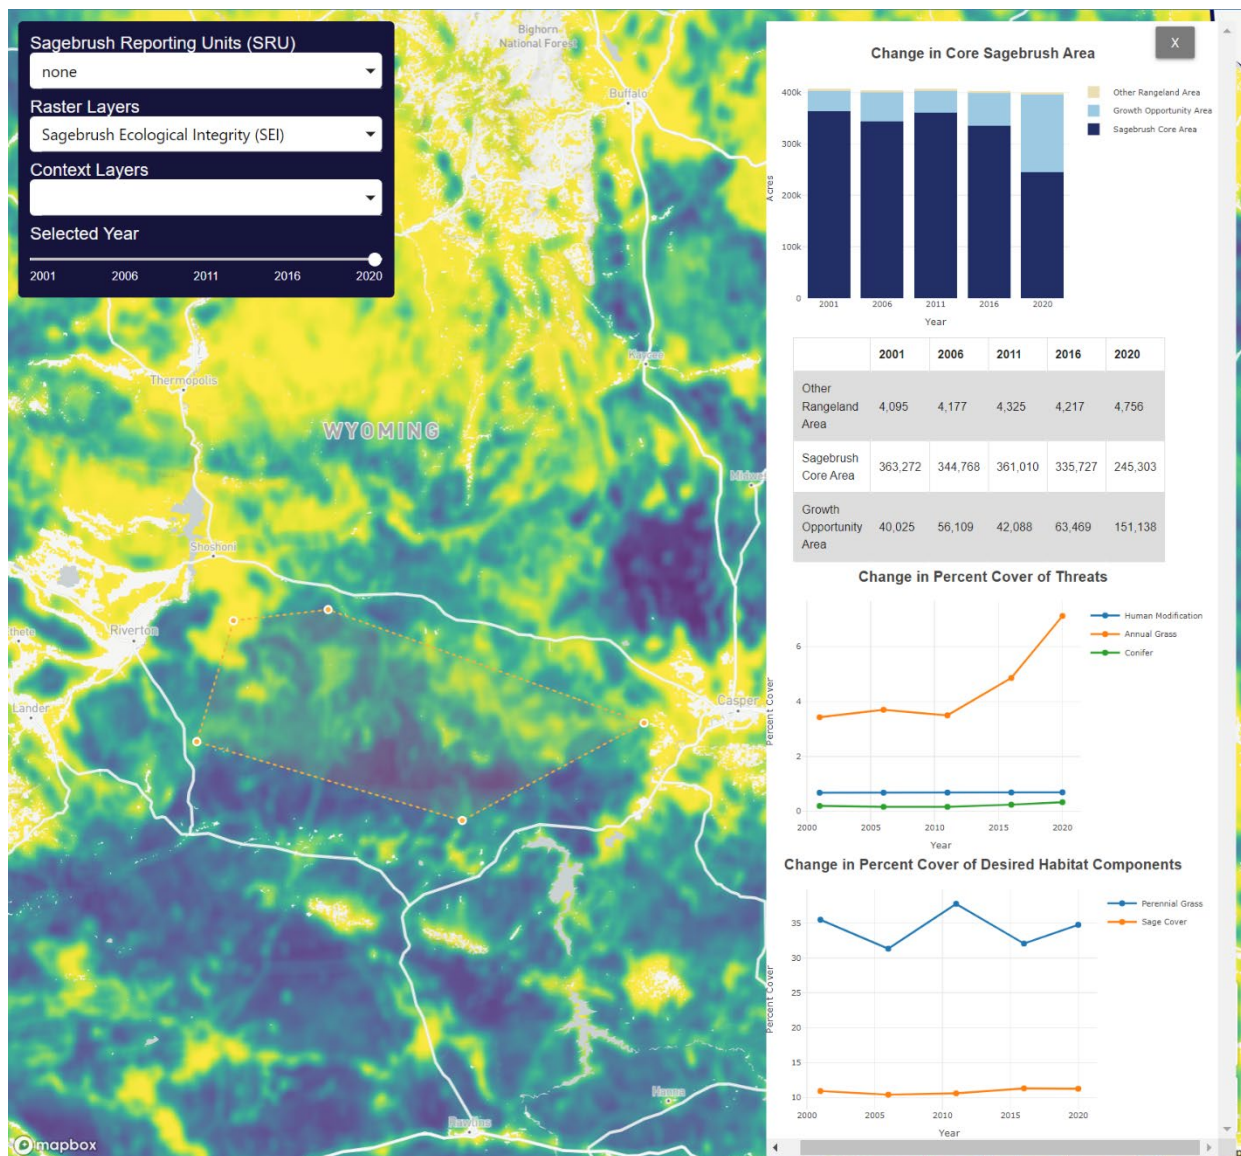 Sagebrush Reporting Units (SRU)
none
Raster Layers
Sagebrush Ecological Integrity (SEI)
Context Layers
Selected Year
2001 2006 2011 2016 2020
Bighorn
National Forest
Buffalo
Kaycee
Thermopolis
WYOMING
Shoshoni
Riverton
Lander
Casper
Hanna
Rawlins
mapbox
X
Change in Core Sagebrush Area
400k
300k
200k
100k
0
Acres
2001 2006 2011 2016 2020
Year
Other Rangeland Area
Growth Opportunity Area
Sagebrush Core Area
2001 2006 2011 2016 2020
Other
Rangeland 4,095 4,177 4,325 4,217 4,756
Area
Sagebrush
Core Area 363,272 344,768 361,010 335,727 245,303
Growth
Opportunity 40,025 56,109 42,088 63,469 151,138
Area
Change in Percent Cover of Threats
6
4
2
0
Percent Cover
2000 2005 2010 2015 2020
Year
Human Modification
Annual Grass
Conifer
Change in Percent Cover of Desired Habitat Components
35
30
25
20
15
10
Percent Cover
2000 2005 2010 2015 2020
Year
Perennial Grass
Sage Cover